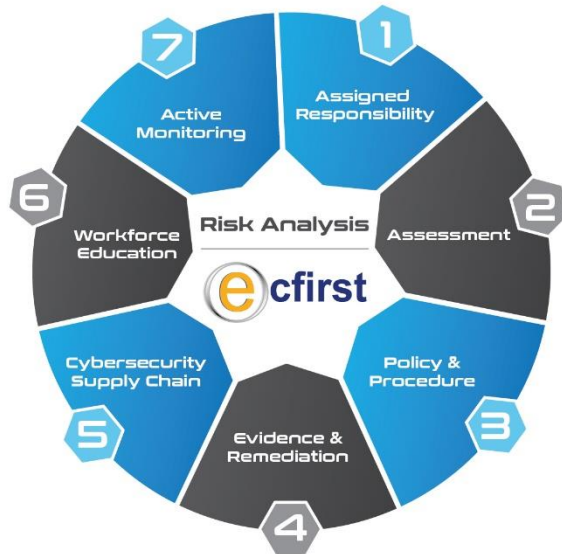 1
Assigned
Responsibility
2
Assessment
3
Policy &
Procedure
4
Evidence &
Remediation
5
Cybersecurity
Supply Chain
6
Workforce
Education
7
Active
Monitoring
Risk Analysis
ecfirst